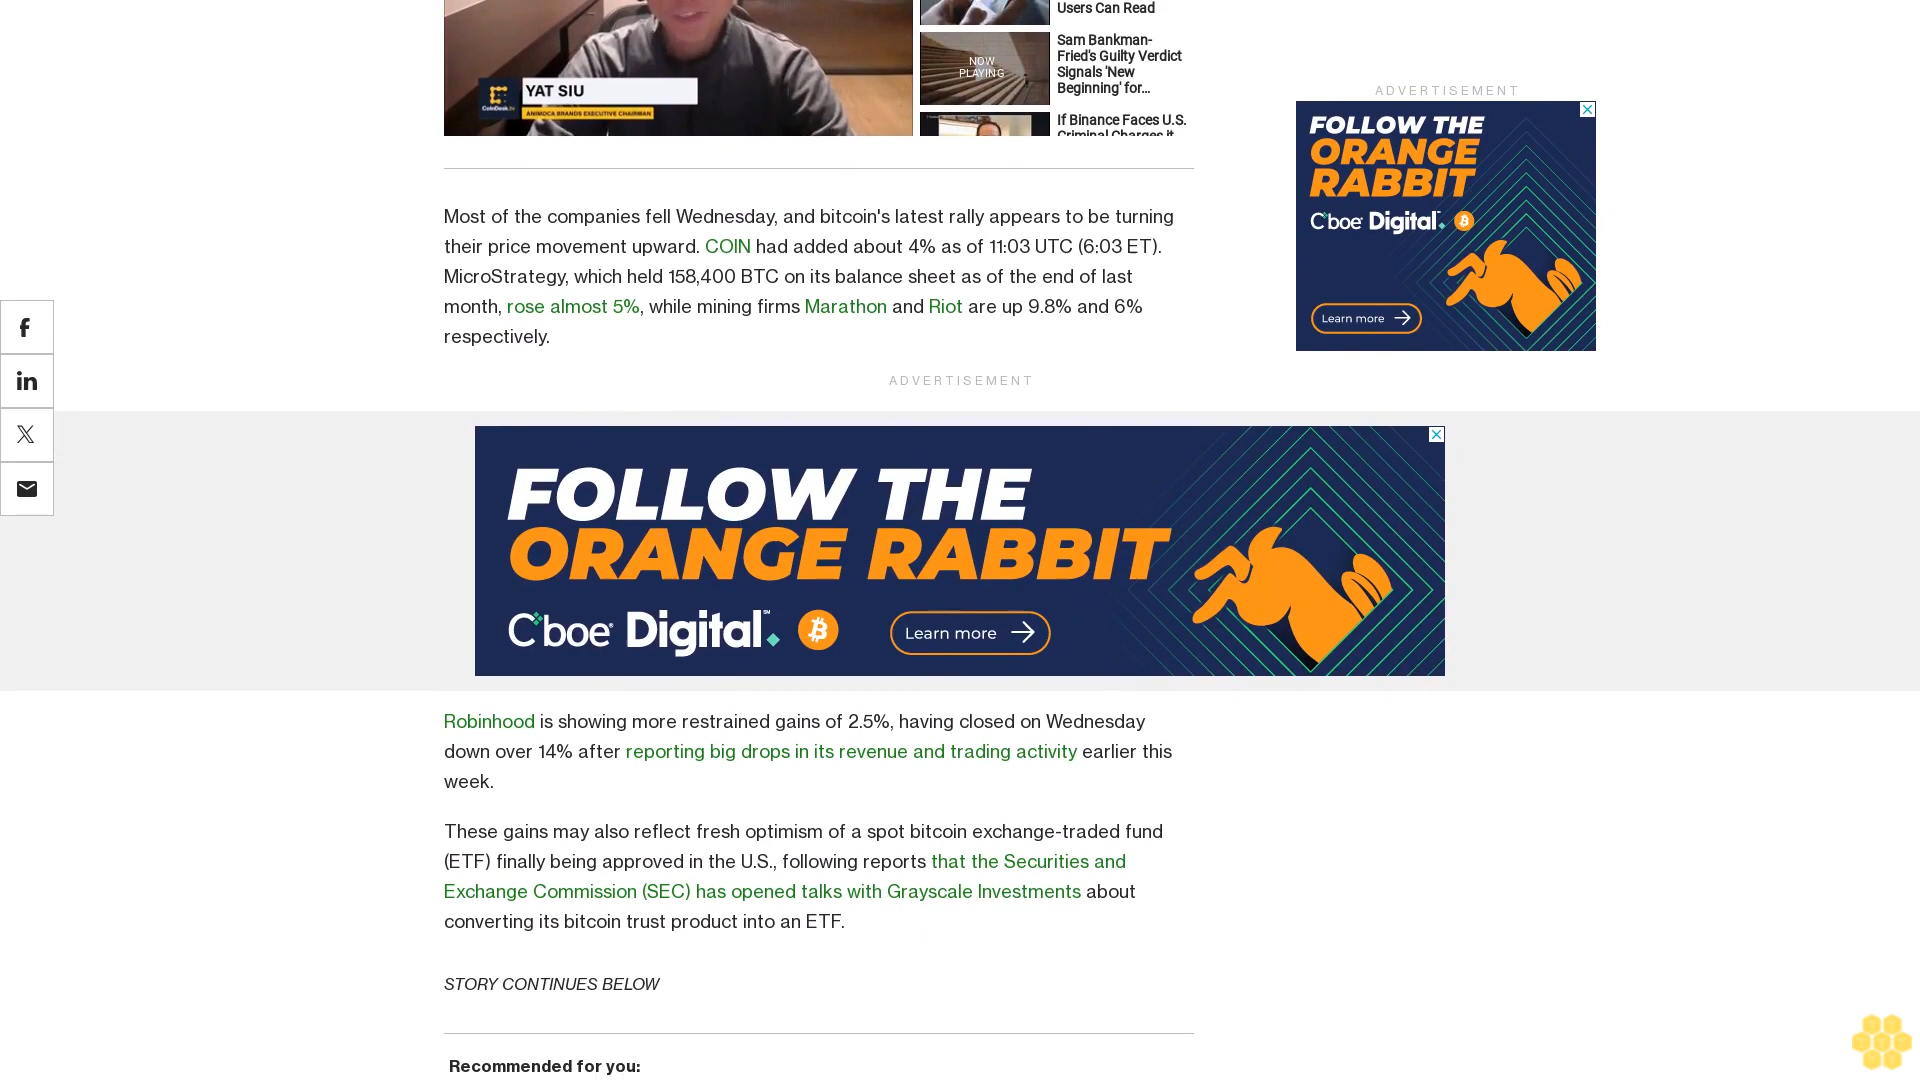 Users Can Read
Sam Bankman-
Fried's Guilty Verdict
Signals 'New
Beginning' for...
NOW
PLAYING
If Binance Faces U.S.
Criminal Charges it
YAT SIU
CoinDesk.tv
ANIMOCA BRANDS EXECUTIVE CHAIRMAN
ADVERTISEMENT
FOLLOW THE
ORANGE
RABBIT
Cboe Digital
Learn more
Most of the companies fell Wednesday, and bitcoin's latest rally appears to be turning
their price movement upward. COIN had added about 4% as of 11:03 UTC (6:03 ET).
MicroStrategy, which held 158,400 BTC on its balance sheet as of the end of last
month, rose almost 5%, while mining firms Marathon and Riot are up 9.8% and 6%
respectively.
ADVERTISEMENT
FOLLOW THE
ORANGE RABBIT
Cboe® Digital℠
Learn more
Robinhood is showing more restrained gains of 2.5%, having closed on Wednesday
down over 14% after reporting big drops in its revenue and trading activity earlier this
week.
These gains may also reflect fresh optimism of a spot bitcoin exchange-traded fund
(ETF) finally being approved in the U.S., following reports that the Securities and
Exchange Commission (SEC) has opened talks with Grayscale Investments about
converting its bitcoin trust product into an ETF.
STORY CONTINUES BELOW
Recommended for you: